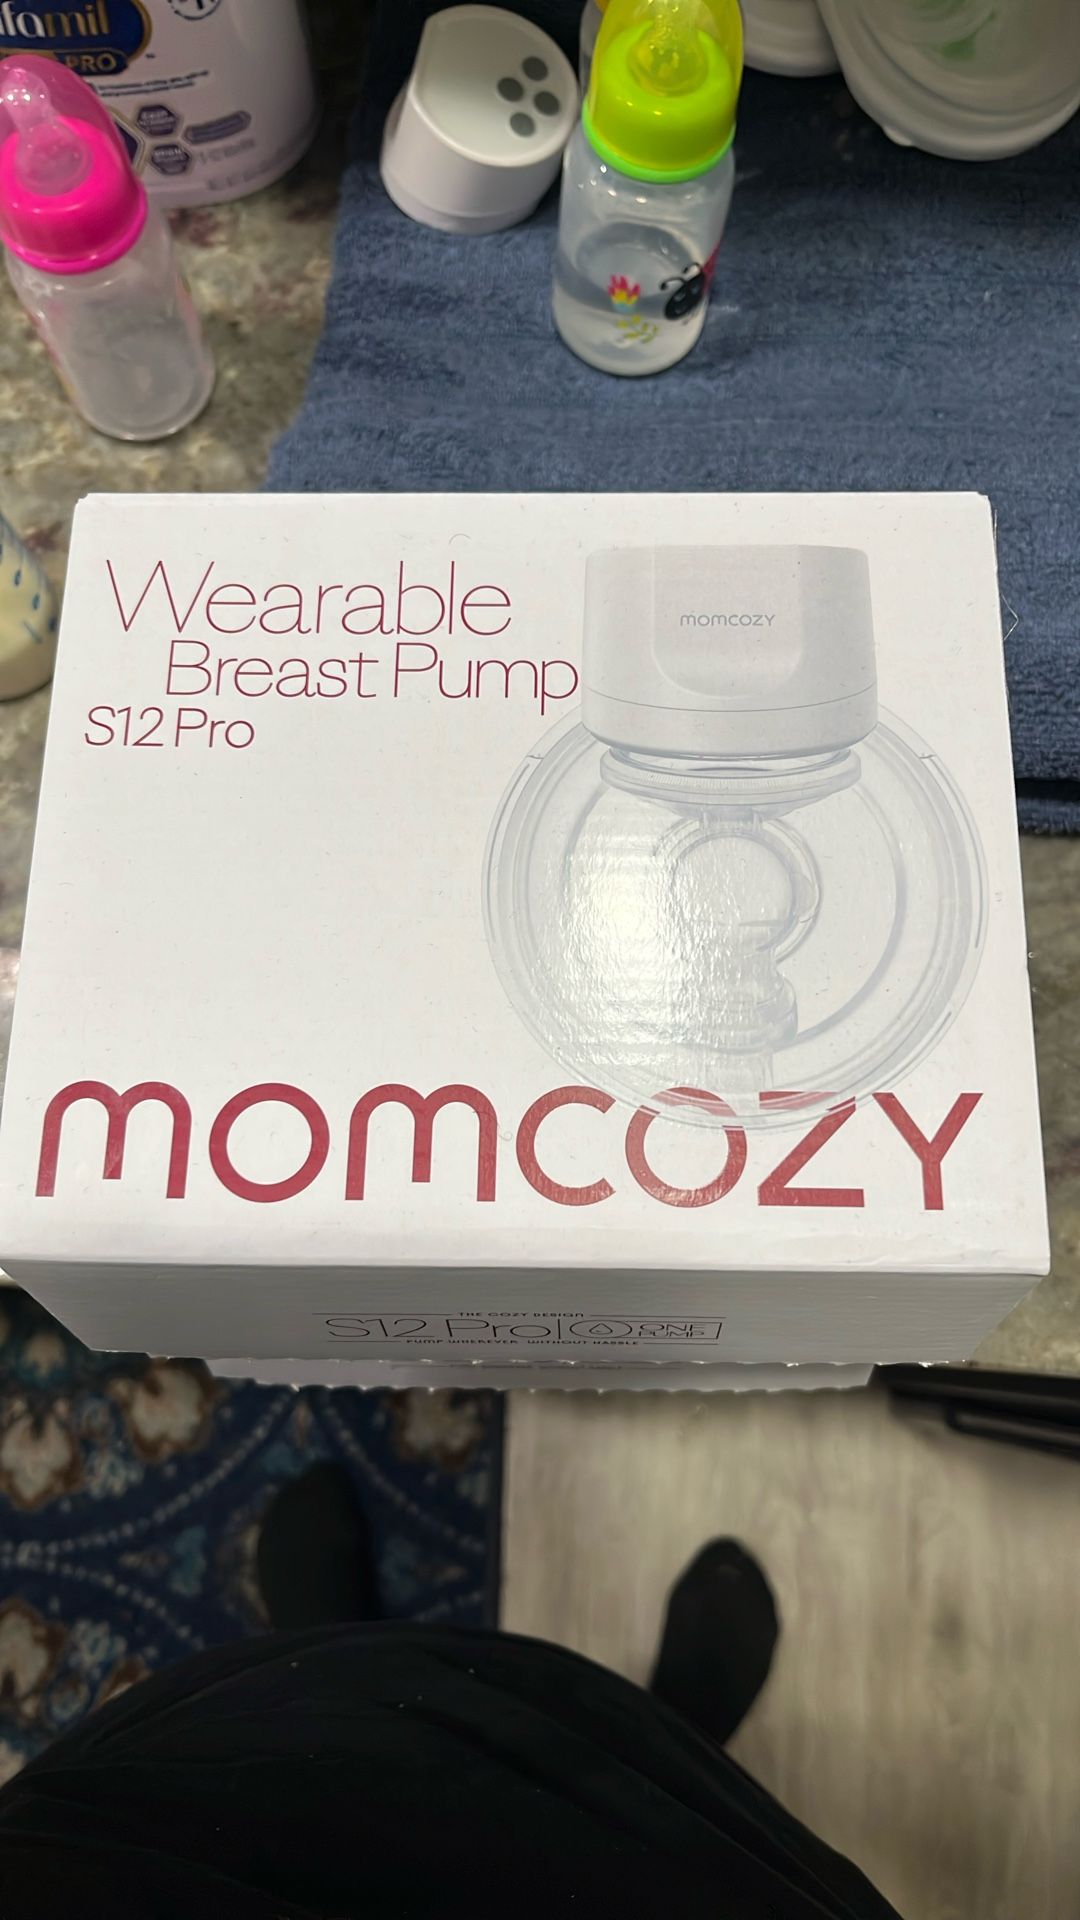 famil
PRO
Wearable
Breast Pump
S12 Pro
momcozy
momcozy
THE COZY DESIGN
S12 Pro
ONE
PUMP
PUMP WHEREVER WITHOUT HASSLE